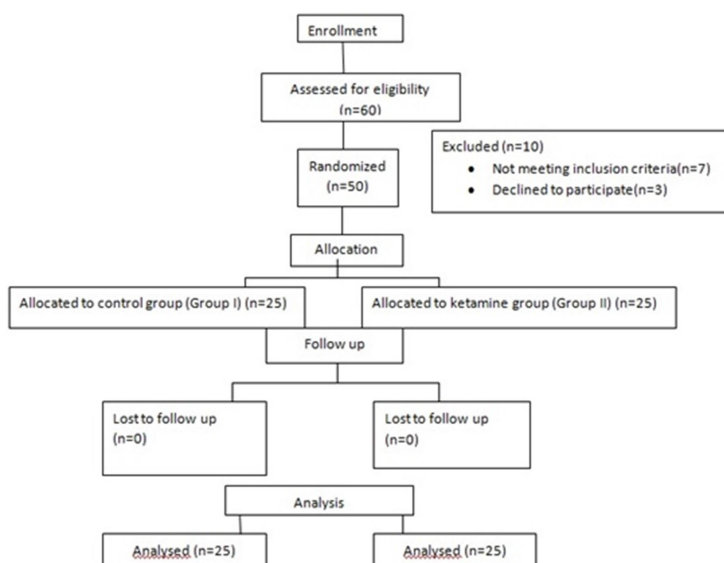 Enrollment
Assessed for eligibility
(n=60)
Excluded (n=10)
• Not meeting inclusion criteria(n=7)
• Declined to participate(n=3)
Randomized
(n=50)
Allocation
Allocated to control group (Group I) (n=25)
Allocated to ketamine group (Group II) (n=25)
Follow up
Lost to follow up
(n=0)
Lost to follow up
(n=0)
Analysis
Analysed (n=25)
Analysed (n=25)